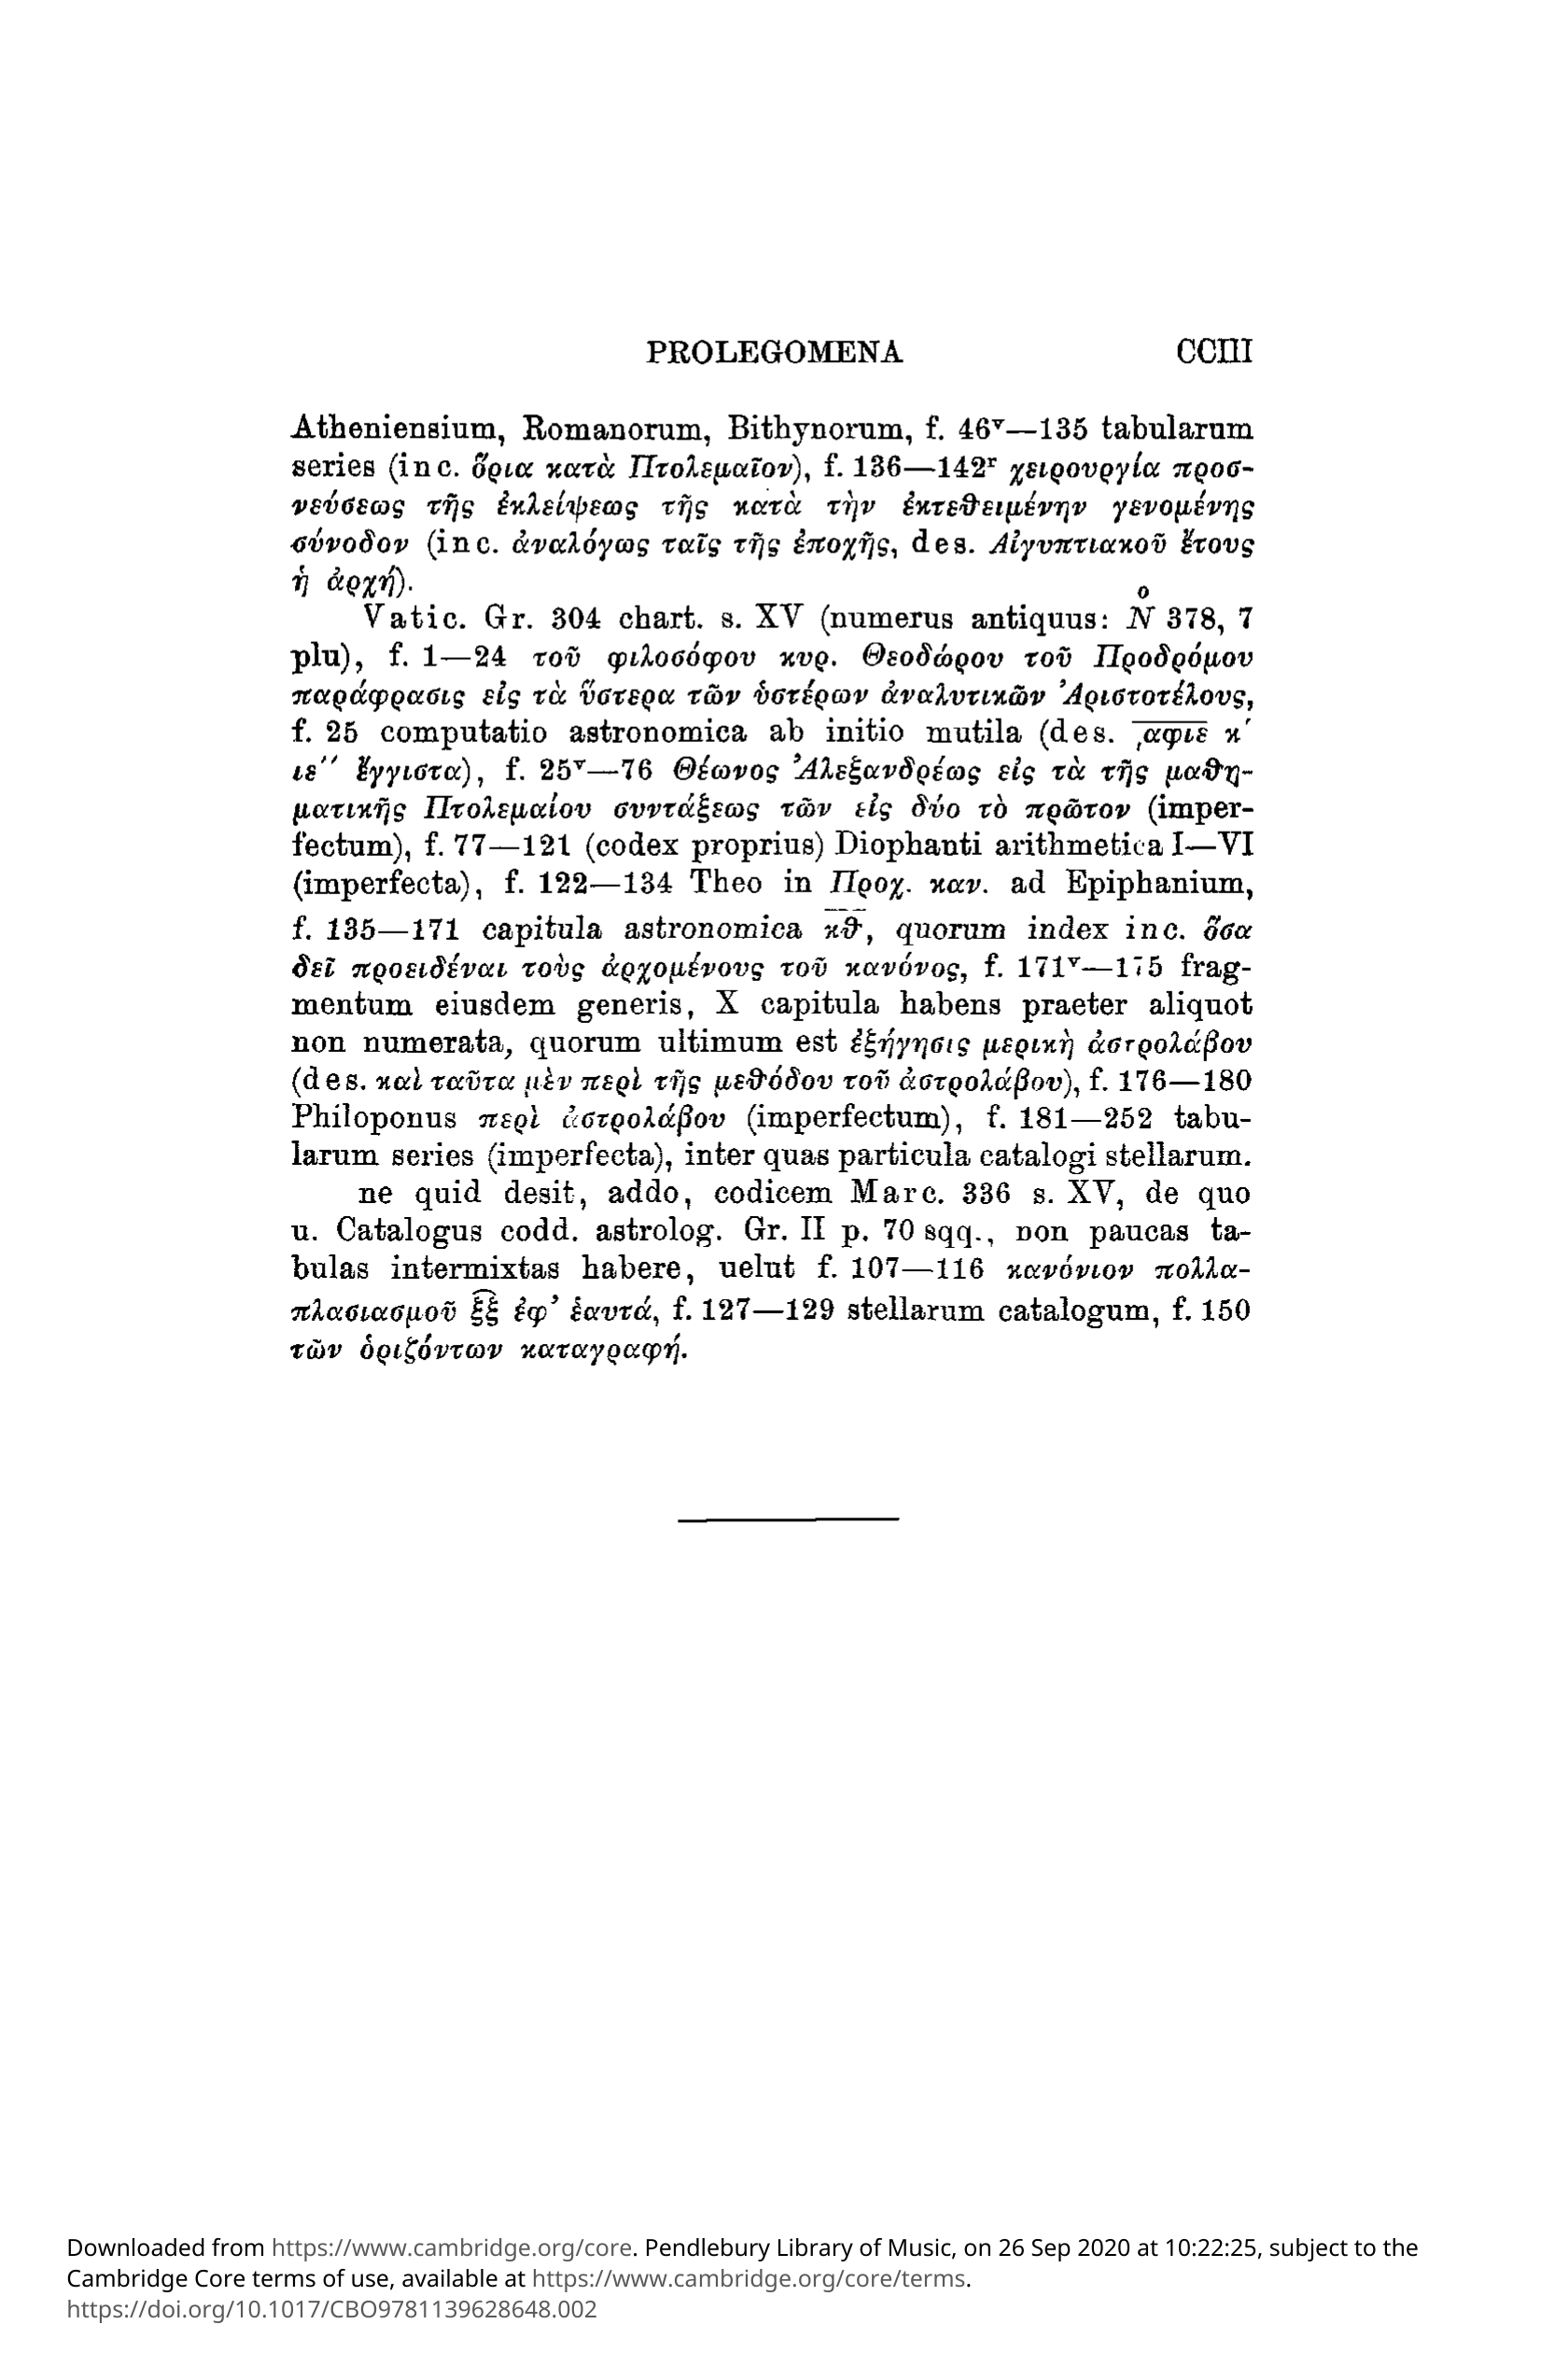 PROLEGOMENA CCIII
Atheniensium, Romanorum, Bithynorum, f. 46ᵛ—135 tabularum
series (inc. ὅρια κατὰ Πτολεμαῖον), f. 136—142ʳ χειρουργία προσ-
νεύσεως τῆς ἐκλείψεως τῆς κατὰ τὴν ἐκτεθειμένην γενομένης
σύνοδον (inc. ἀναλόγως ταῖς τῆς ἐποχῆς, des. Αἰγυπτιακοῦ ἔτους
ἡ ἀρχή).
Vatic. Gr. 304 chart. s. XV (numerus antiquus: N̊ 378, 7
plu), f. 1—24 τοῦ φιλοσόφου κυρ. Θεοδώρου τοῦ Προδρόμου
παράφρασις εἰς τὰ ὕστερα τῶν ὑστέρων ἀναλυτικῶν Ἀριστοτέλους,
f. 25 computatio astronomica ab initio mutila (des. ͵αφιε κ′
ιε′′ ἔγγιστα), f. 25ᵛ—76 Θέωνος Ἀλεξανδρέως εἰς τὰ τῆς μαθη-
ματικῆς Πτολεμαίου συντάξεως τῶν εἰς δύο τὸ πρῶτον (imper-
fectum), f. 77—121 (codex proprius) Diophanti arithmetica I—VI
(imperfecta), f. 122—134 Theo in Προχ. καν. ad Epiphanium,
f. 135—171 capitula astronomica κ̅θ̅, quorum index inc. ὅσα
δεῖ προειδέναι τοὺς ἀρχομένους τοῦ κανόνος, f. 171ᵛ—175 frag-
mentum eiusdem generis, X capitula habens praeter aliquot
non numerata, quorum ultimum est ἐξήγησις μερικὴ ἀστρολάβου
(des. καὶ ταῦτα μὲν περὶ τῆς μεθόδου τοῦ ἀστρολάβου), f. 176—180
Philoponus περὶ ἀστρολάβου (imperfectum), f. 181—252 tabu-
larum series (imperfecta), inter quas particula catalogi stellarum.
ne quid desit, addo, codicem Marc. 336 s. XV, de quo
u. Catalogus codd. astrolog. Gr. II p. 70 sqq., non paucas ta-
bulas intermixtas habere, uelut f. 107—116 κανόνιον πολλα-
πλασιασμοῦ ξ͡ξ ἐφ’ ἑαυτά, f. 127—129 stellarum catalogum, f. 150
τῶν ὁριζόντων καταγραφή.
Downloaded from https://www.cambridge.org/core. Pendlebury Library of Music, on 26 Sep 2020 at 10:22:25, subject to the
Cambridge Core terms of use, available at https://www.cambridge.org/core/terms.
https://doi.org/10.1017/CBO9781139628648.002